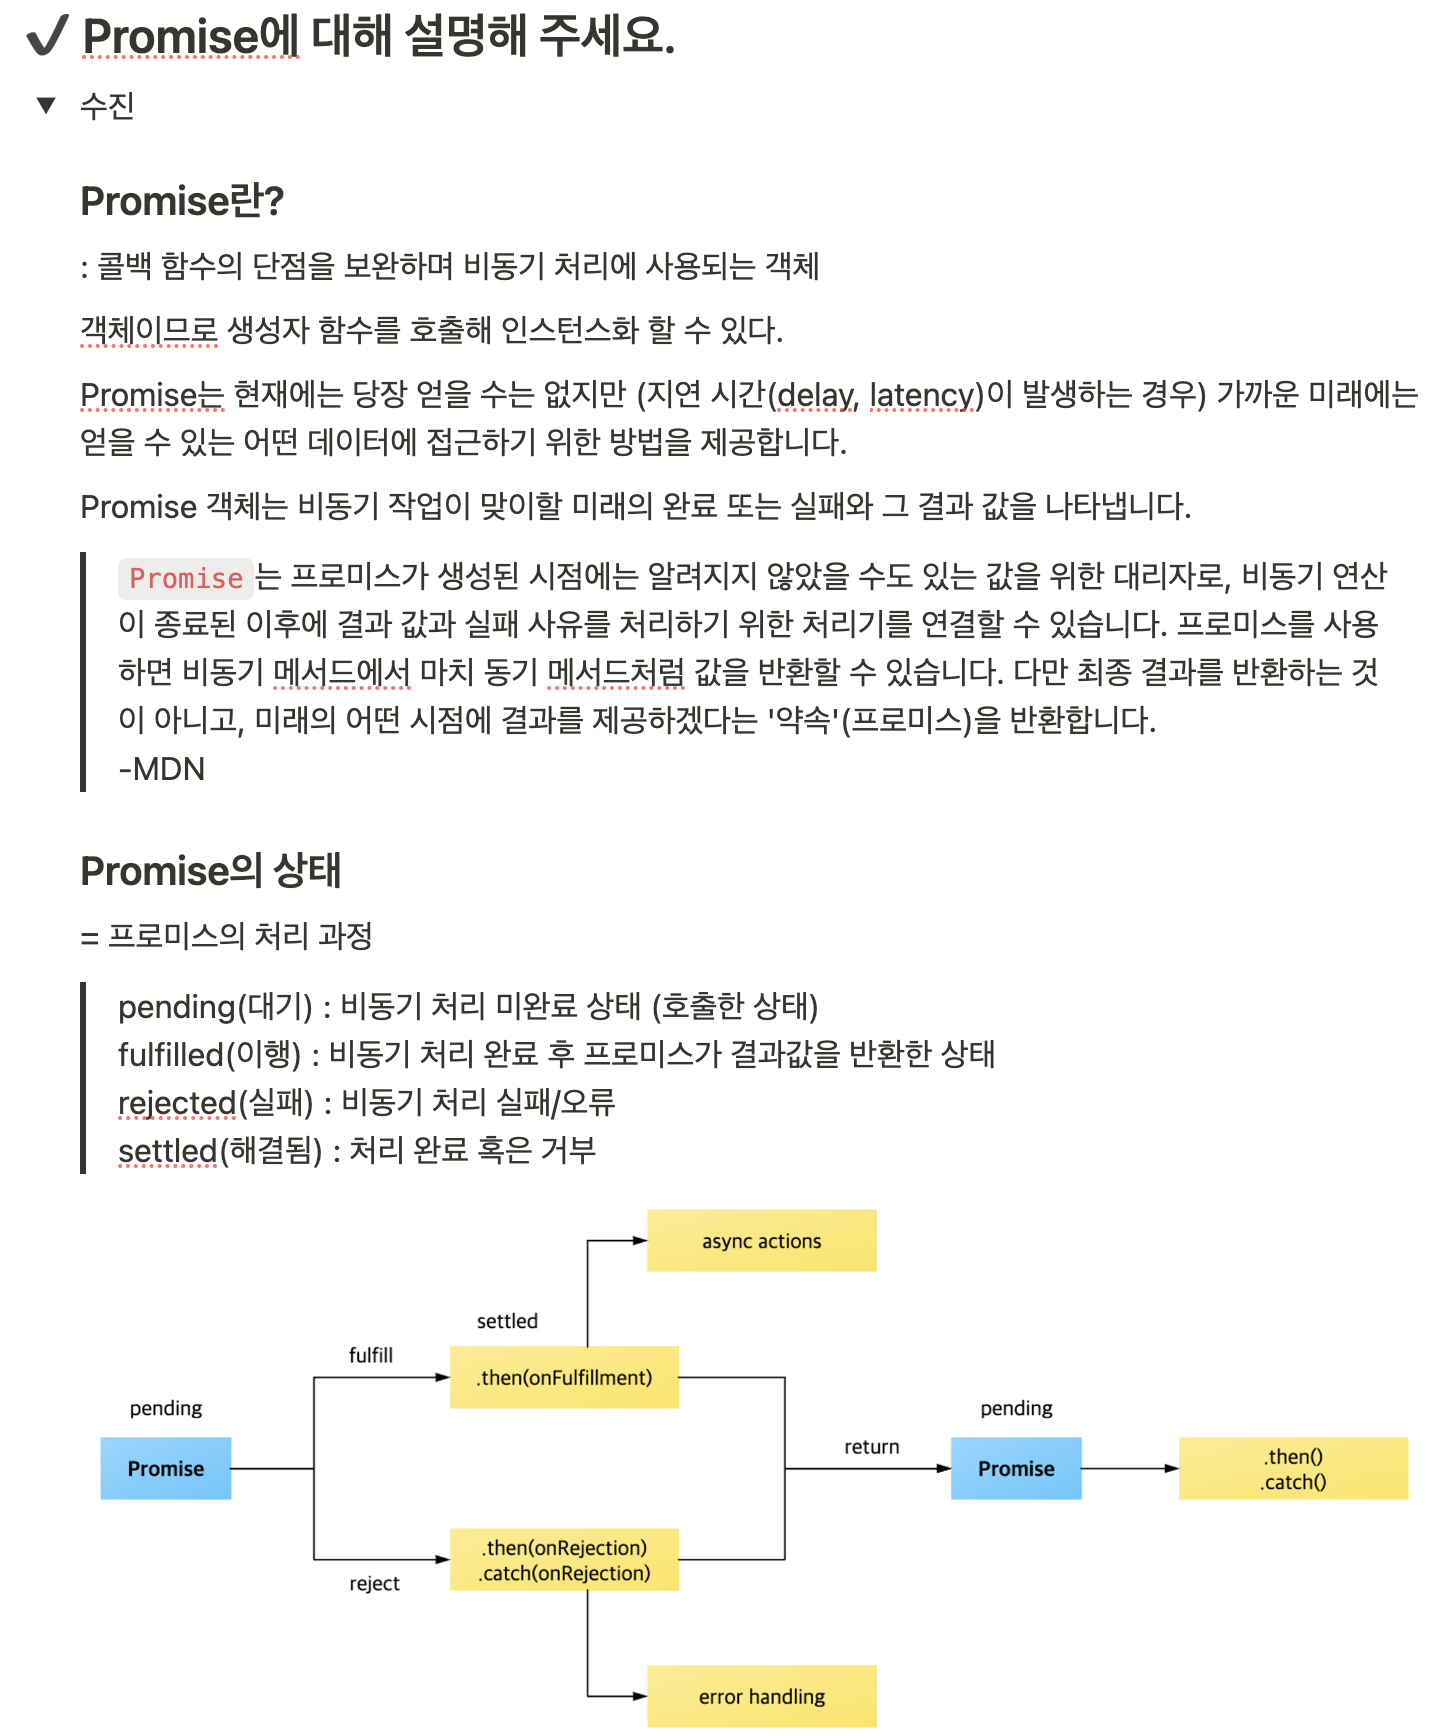 ✔ Promise에 대해 설명해 주세요.
▼ 수진
Promise란?
: 콜백 함수의 단점을 보완하며 비동기 처리에 사용되는 객체
객체이므로 생성자 함수를 호출해 인스턴스화 할 수 있다.
Promise는 현재에는 당장 얻을 수는 없지만 (지연 시간(delay, latency)이 발생하는 경우) 가까운 미래에는
얻을 수 있는 어떤 데이터에 접근하기 위한 방법을 제공합니다.
Promise 객체는 비동기 작업이 맞이할 미래의 완료 또는 실패와 그 결과 값을 나타냅니다.
Promise는 프로미스가 생성된 시점에는 알려지지 않았을 수도 있는 값을 위한 대리자로, 비동기 연산
이 종료된 이후에 결과 값과 실패 사유를 처리하기 위한 처리기를 연결할 수 있습니다. 프로미스를 사용
하면 비동기 메서드에서 마치 동기 메서드처럼 값을 반환할 수 있습니다. 다만 최종 결과를 반환하는 것
이 아니고, 미래의 어떤 시점에 결과를 제공하겠다는 '약속'(프로미스)을 반환합니다.
-MDN
Promise의 상태
= 프로미스의 처리 과정
pending(대기) : 비동기 처리 미완료 상태 (호출한 상태)
fulfilled(이행) : 비동기 처리 완료 후 프로미스가 결과값을 반환한 상태
rejected(실패) : 비동기 처리 실패/오류
settled(해결됨) : 처리 완료 혹은 거부
async actions
settled
fulfill
.then(onFulfillment)
pending
Promise
return
pending
Promise
.then()
.catch()
.then(onRejection)
.catch(onRejection)
reject
error handling